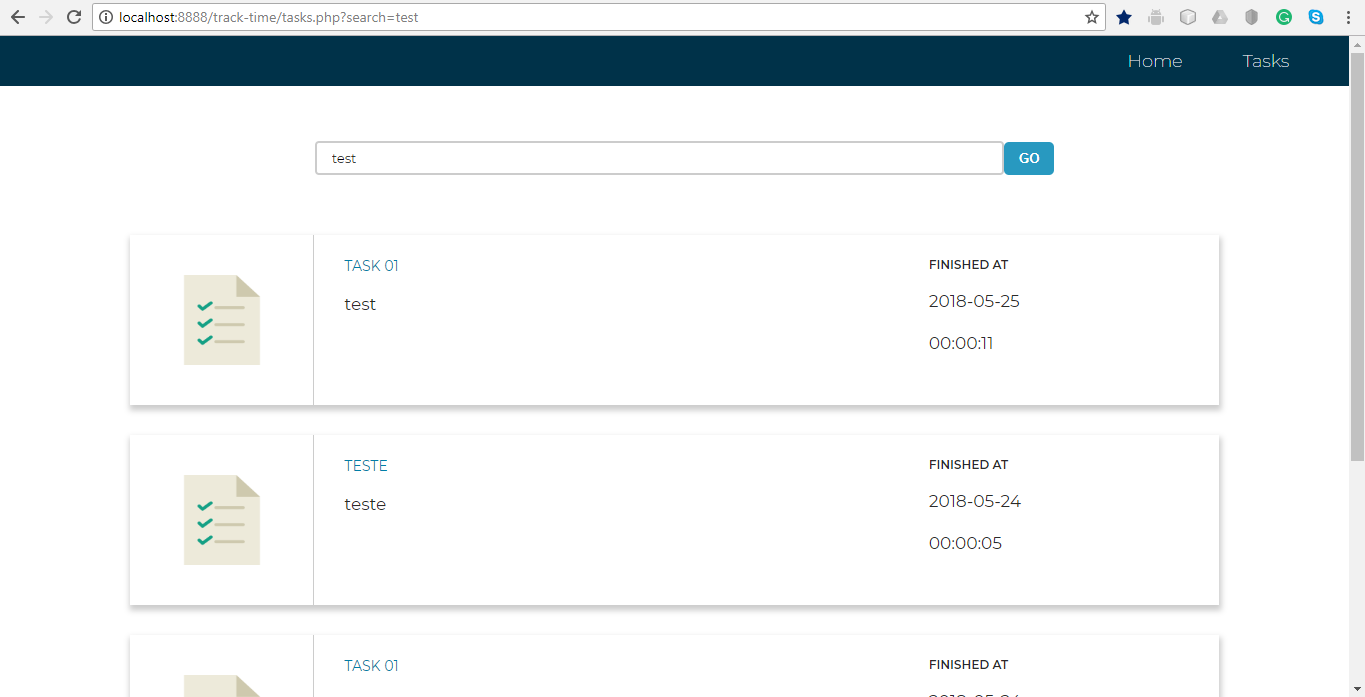 localhost:8888/track-time/tasks.php?search=test
Home Tasks
test GO
TASK 01
test
FINISHED AT
2018-05-25
00:00:11
TESTE
teste
FINISHED AT
2018-05-24
00:00:05
TASK 01
FINISHED AT